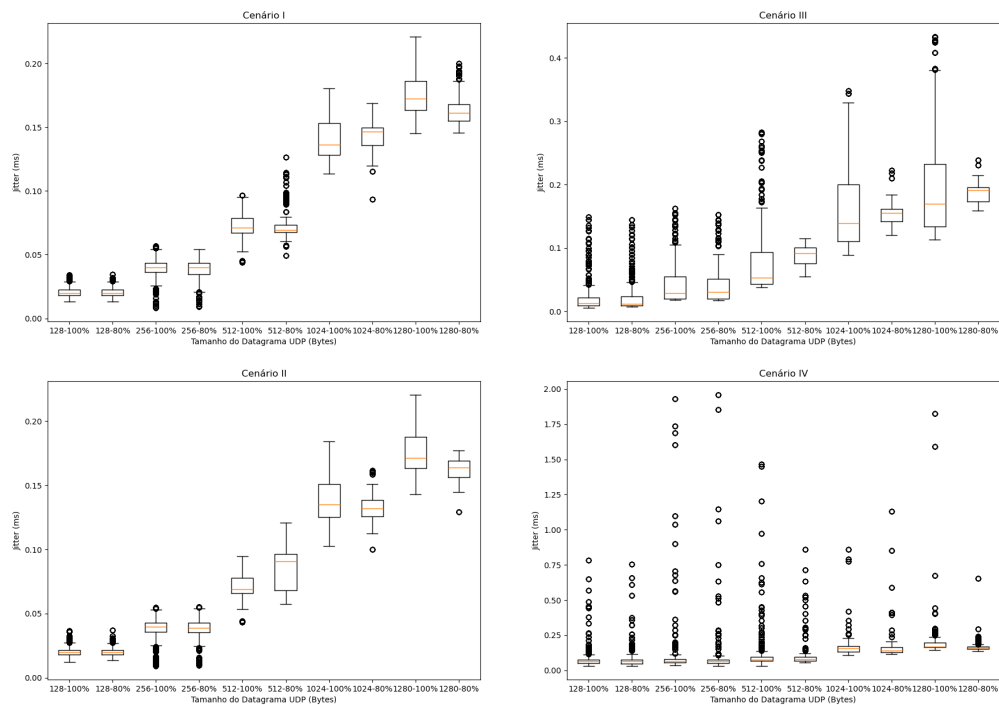 Cenário I
0.20
0.15
0.10
0.05
0.00
Jitter (ms)
128-100% 128-80% 256-100% 256-80% 512-100% 512-80% 1024-100% 1024-80% 1280-100% 1280-80%
Tamanho do Datagrama UDP (Bytes)
Cenário III
0.4
0.3
0.2
0.1
0.0
Jitter (ms)
128-100% 128-80% 256-100% 256-80% 512-100% 512-80% 1024-100% 1024-80% 1280-100% 1280-80%
Tamanho do Datagrama UDP (Bytes)
Cenário II
0.20
0.15
0.10
0.05
0.00
Jitter (ms)
128-100% 128-80% 256-100% 256-80% 512-100% 512-80% 1024-100% 1024-80% 1280-100% 1280-80%
Tamanho do Datagrama UDP (Bytes)
Cenário IV
2.00
1.75
1.50
1.25
1.00
0.75
0.50
0.25
0.00
Jitter (ms)
128-100% 128-80% 256-100% 256-80% 512-100% 512-80% 1024-100% 1024-80% 1280-100% 1280-80%
Tamanho do Datagrama UDP (Bytes)